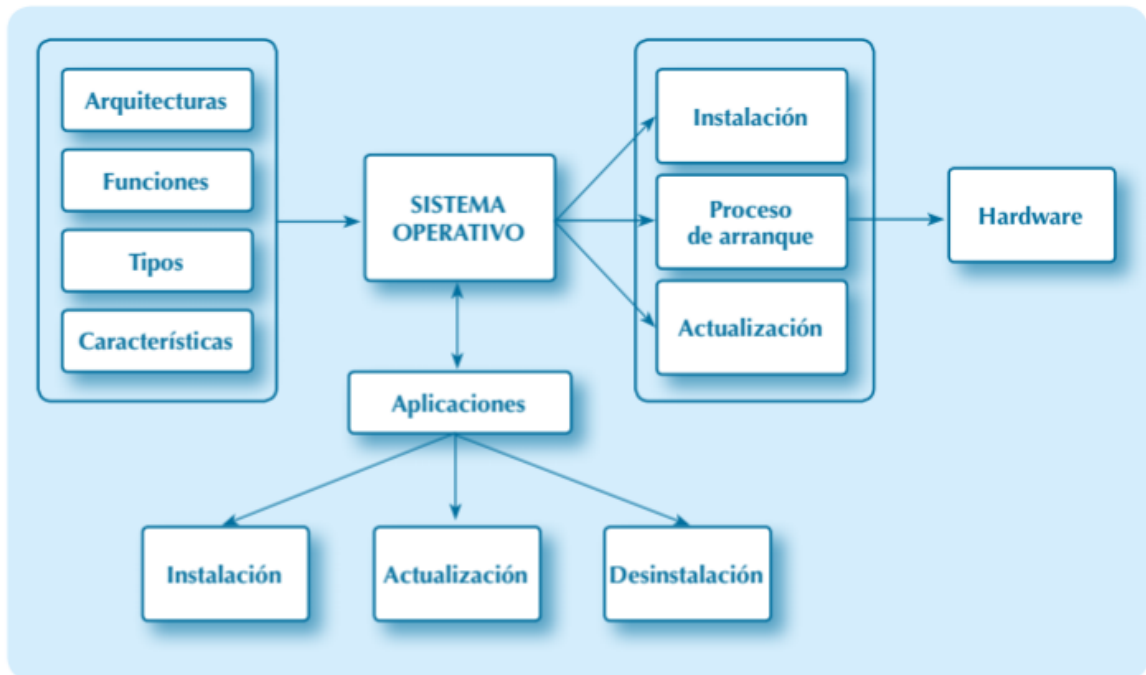 Arquitecturas
Funciones
Tipos
Características
SISTEMA
OPERATIVO
Instalación
Proceso
de arranque
Actualización
Hardware
Aplicaciones
Instalación
Actualización
Desinstalación